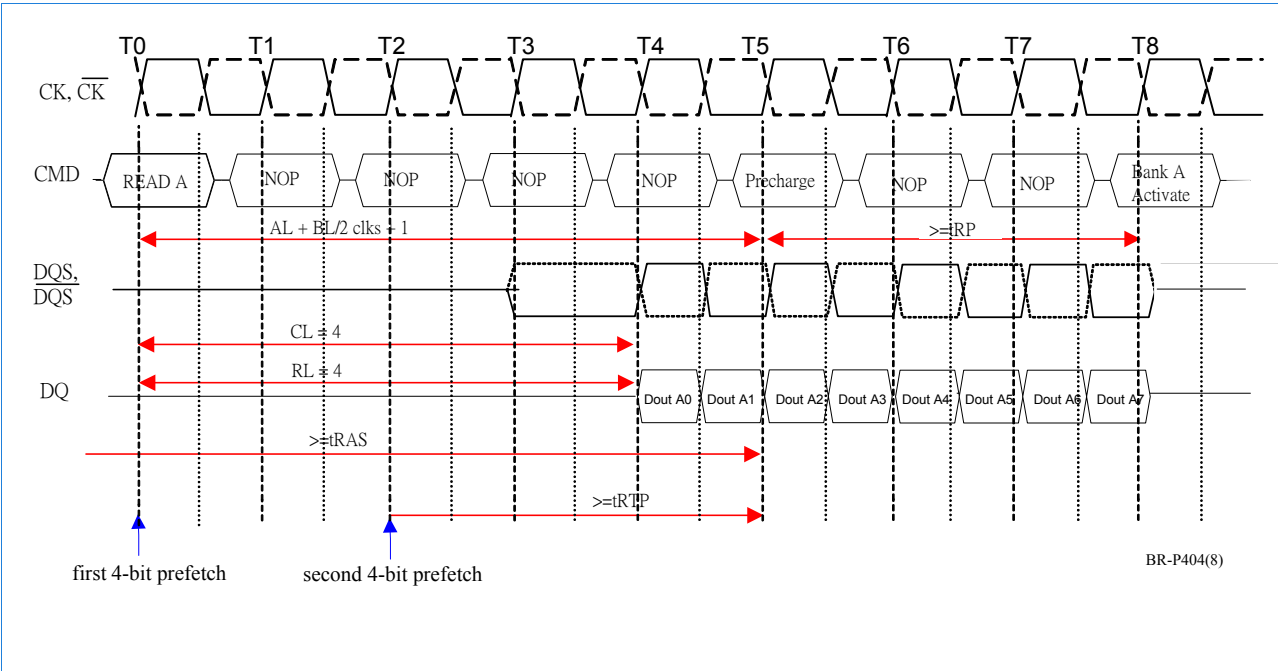 T0 T1 T2 T3 T4 T5 T6 T7 T8
CK, CK
CMD READ A NOP NOP NOP NOP Precharge NOP NOP Bank A
Activate
AL + BL/2 clks + 1 >=tRP
DQS,
DQS
CL = 4
RL = 4
DQ Dout A0 Dout A1 Dout A2 Dout A3 Dout A4 Dout A5 Dout A6 Dout A7
>=tRAS
>=tRTP
first 4-bit prefetch second 4-bit prefetch
BR-P404(8)